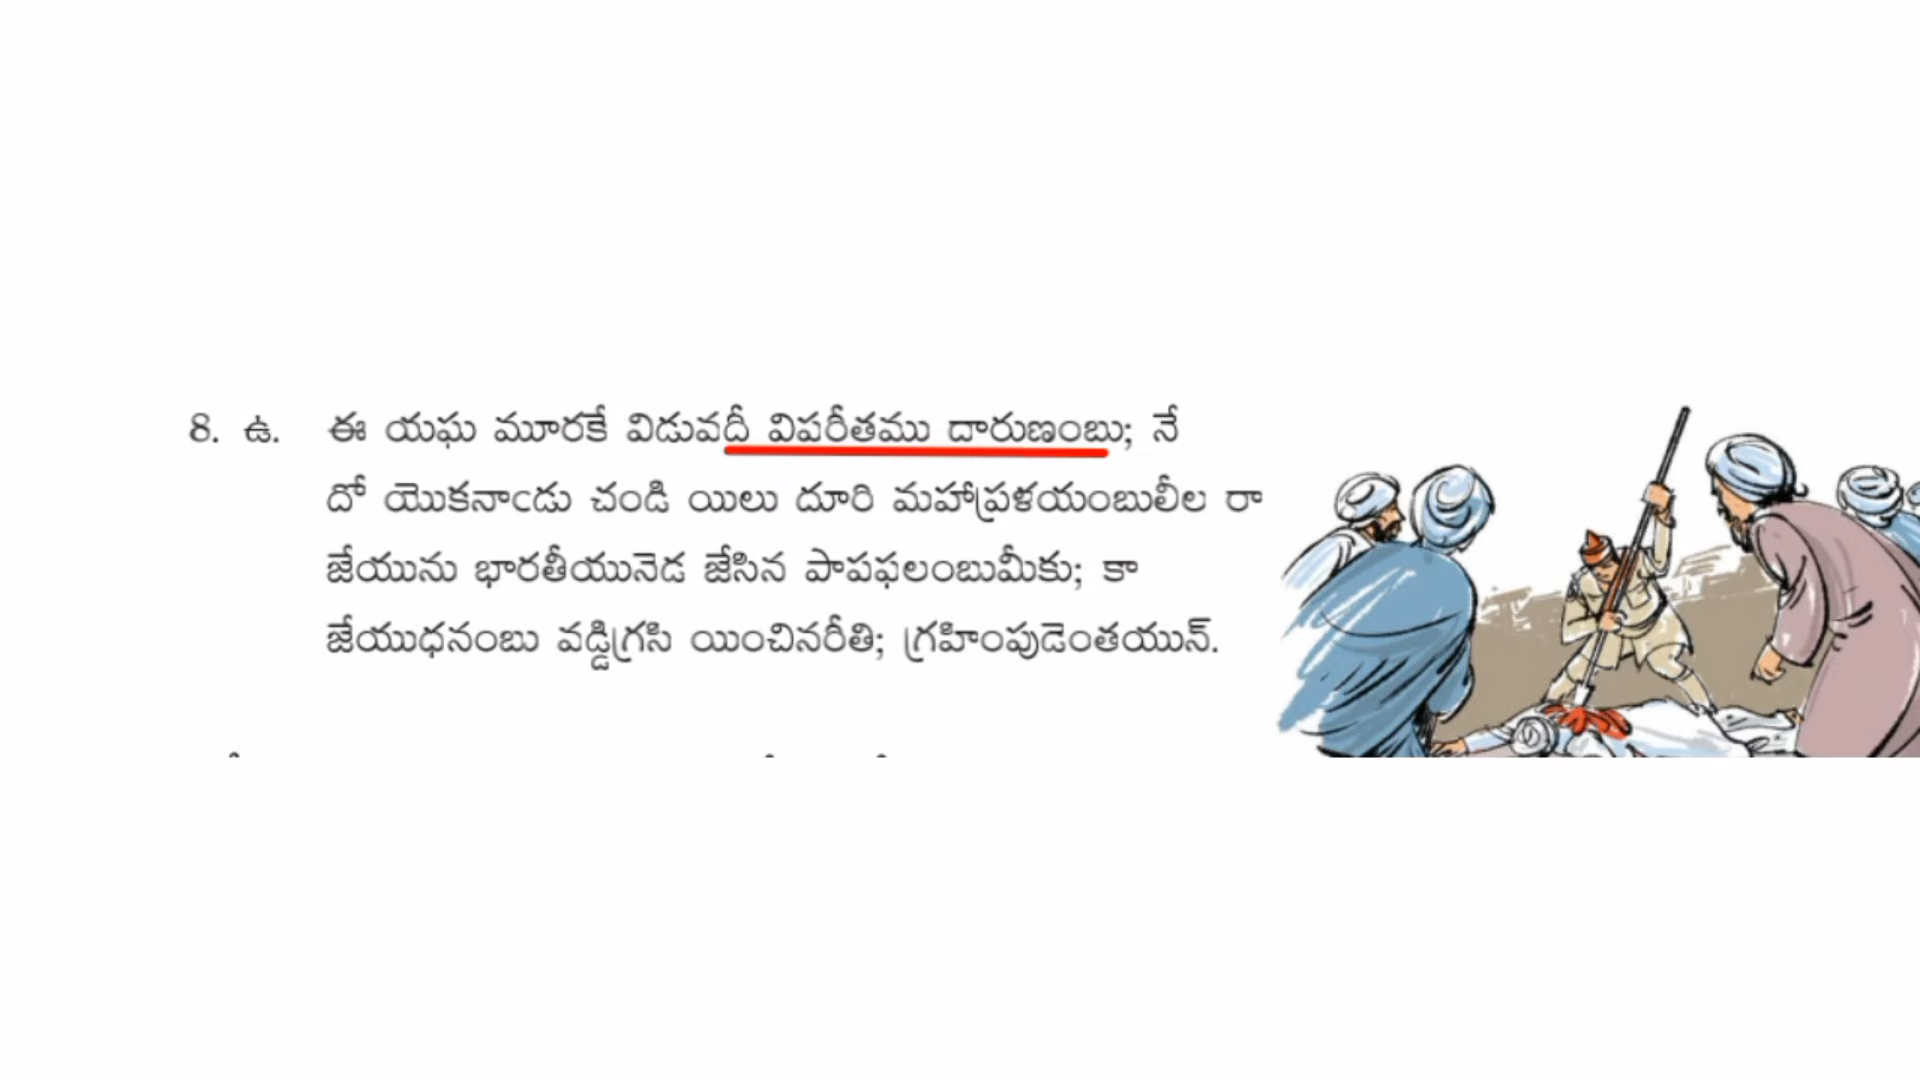 8. ఉ. ఈ యఘ మూరకే విడువదీ విపరీతము దారుణంబు; నే
దో యొకనాఁడు చండి యిలు దూరి మహాప్రళయంబులీల రా
జేయును భారతీయునెడ జేసిన పాపఫలంబుమీకు; కా
జేయుధనంబు వడ్డిగ్రసి యించినరీతి; గ్రహింపుడెంతయున్.